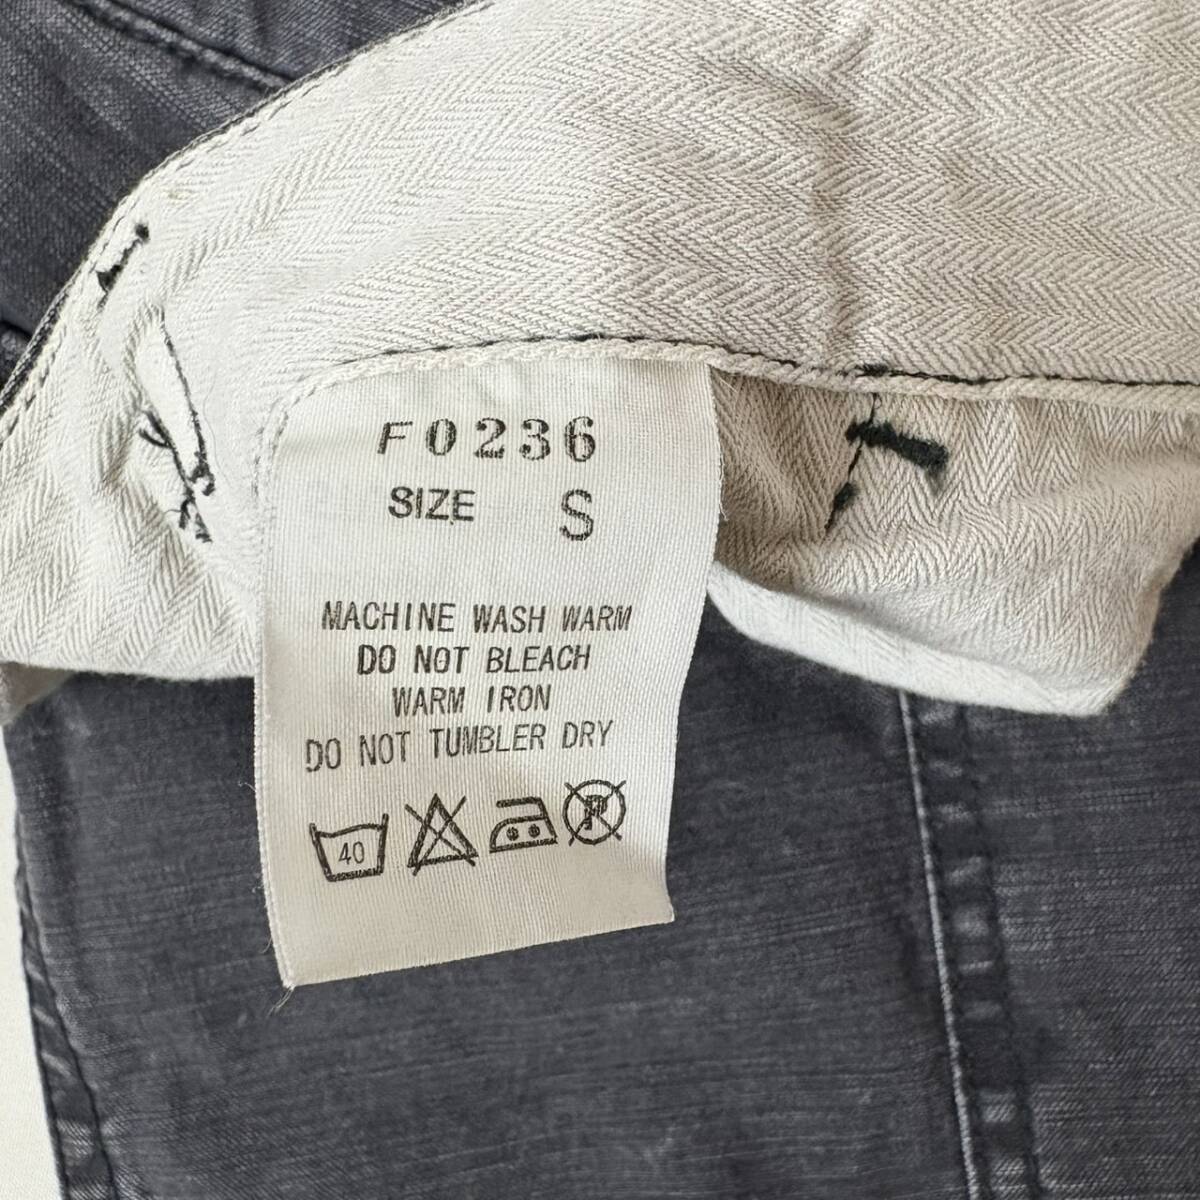 F0236
SIZE S
MACHINE WASH WARM
DO NOT BLEACH
WARM IRON
DO NOT TUMBLER DRY
40 P